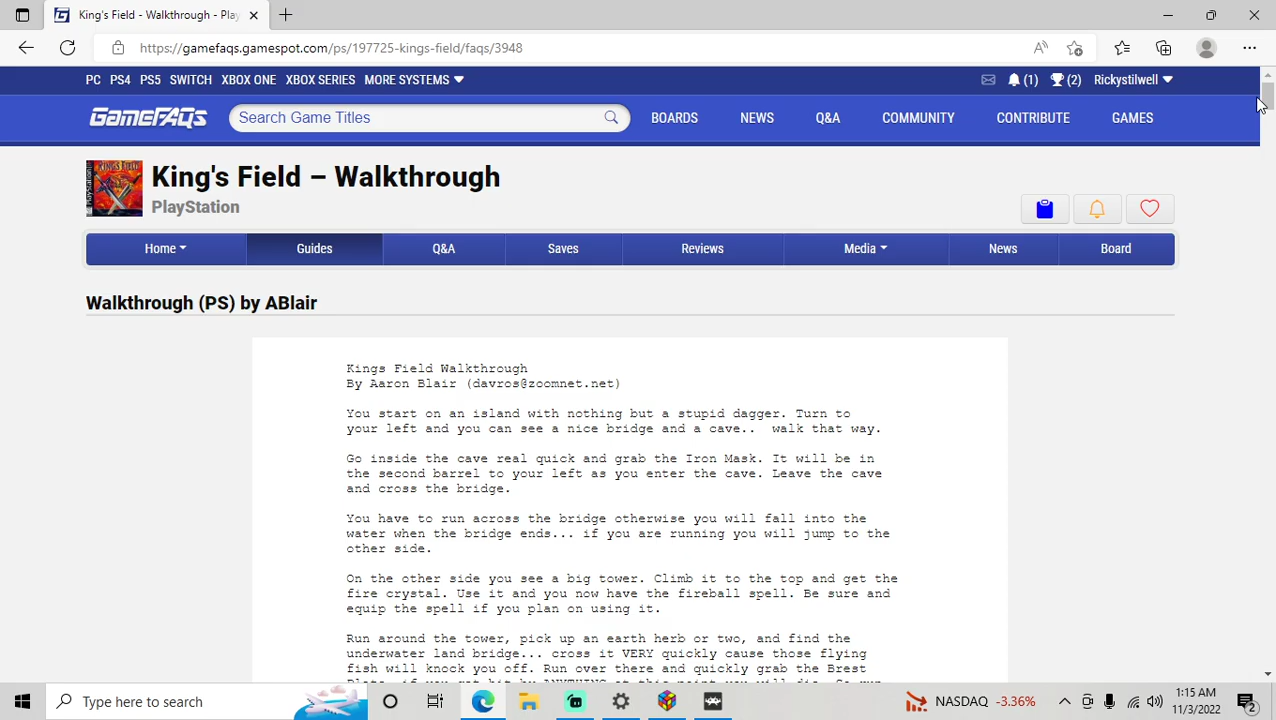 King's Field - Walkthrough - Play
https://gamefaqs.gamespot.com/ps/197725-kings-field/faqs/3948
PC PS4 PS5 SWITCH XBOX ONE XBOX SERIES MORE SYSTEMS
(1) (2) Rickystilwell
GameFAQs
Search Game Titles
BOARDS NEWS Q&A COMMUNITY CONTRIBUTE GAMES
King's Field – Walkthrough
PlayStation
Home Guides Q&A Saves Reviews Media News Board
Walkthrough (PS) by ABlair
Kings Field Walkthrough
By Aaron Blair (davros@zoomnet.net)
You start on an island with nothing but a stupid dagger. Turn to
your left and you can see a nice bridge and a cave.. walk that way.
Go inside the cave real quick and grab the Iron Mask. It will be in
the second barrel to your left as you enter the cave. Leave the cave
and cross the bridge.
You have to run across the bridge otherwise you will fall into the
water when the bridge ends... if you are running you will jump to the
other side.
On the other side you see a big tower. Climb it to the top and get the
fire crystal. Use it and you now have the fireball spell. Be sure and
equip the spell if you plan on using it.
Run around the tower, pick up an earth herb or two, and find the
underwater land bridge... cross it VERY quickly cause those flying
fish will knock you off. Run over there and quickly grab the Brest
Type here to search
NASDAQ -3.36%
1:15 AM
11/3/2022
2